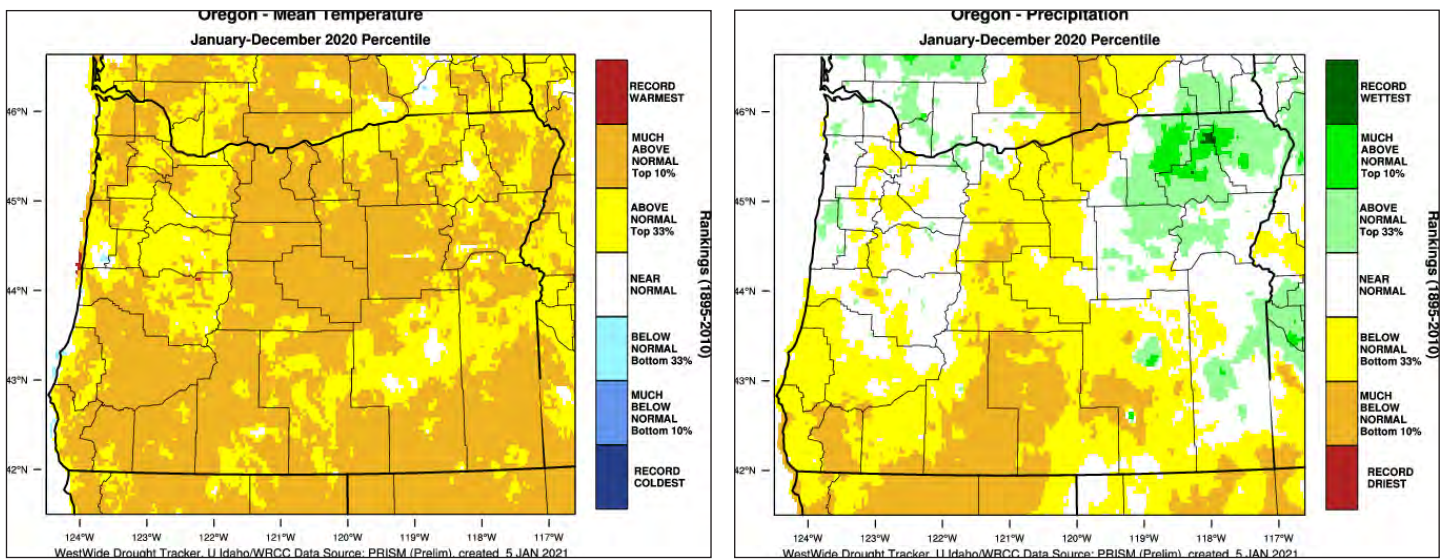 Oregon - Mean Temperature
January-December 2020 Percentile
46°N
45°N
44°N
43°N
42°N
124°W 123°W 122°W 121°W 120°W 119°W 118°W 117°W
RECORD
WARMEST
MUCH
ABOVE
NORMAL
Top 10%
ABOVE
NORMAL
Top 33%
NEAR
NORMAL
BELOW
NORMAL
Bottom 33%
MUCH
BELOW
NORMAL
Bottom 10%
RECORD
COLDEST
Rankings (1895-2010)
WestWide Drought Tracker, U Idaho/WRCC Data Source: PRISM (Prelim), created 5 JAN 2021
Oregon - Precipitation
January-December 2020 Percentile
46°N
45°N
44°N
43°N
42°N
124°W 123°W 122°W 121°W 120°W 119°W 118°W 117°W
RECORD
WETTEST
MUCH
ABOVE
NORMAL
Top 10%
ABOVE
NORMAL
Top 33%
NEAR
NORMAL
BELOW
NORMAL
Bottom 33%
MUCH
BELOW
NORMAL
Bottom 10%
RECORD
DRIEST
Rankings (1895-2010)
WestWide Drought Tracker, U Idaho/WRCC Data Source: PRISM (Prelim), created 5 JAN 2021